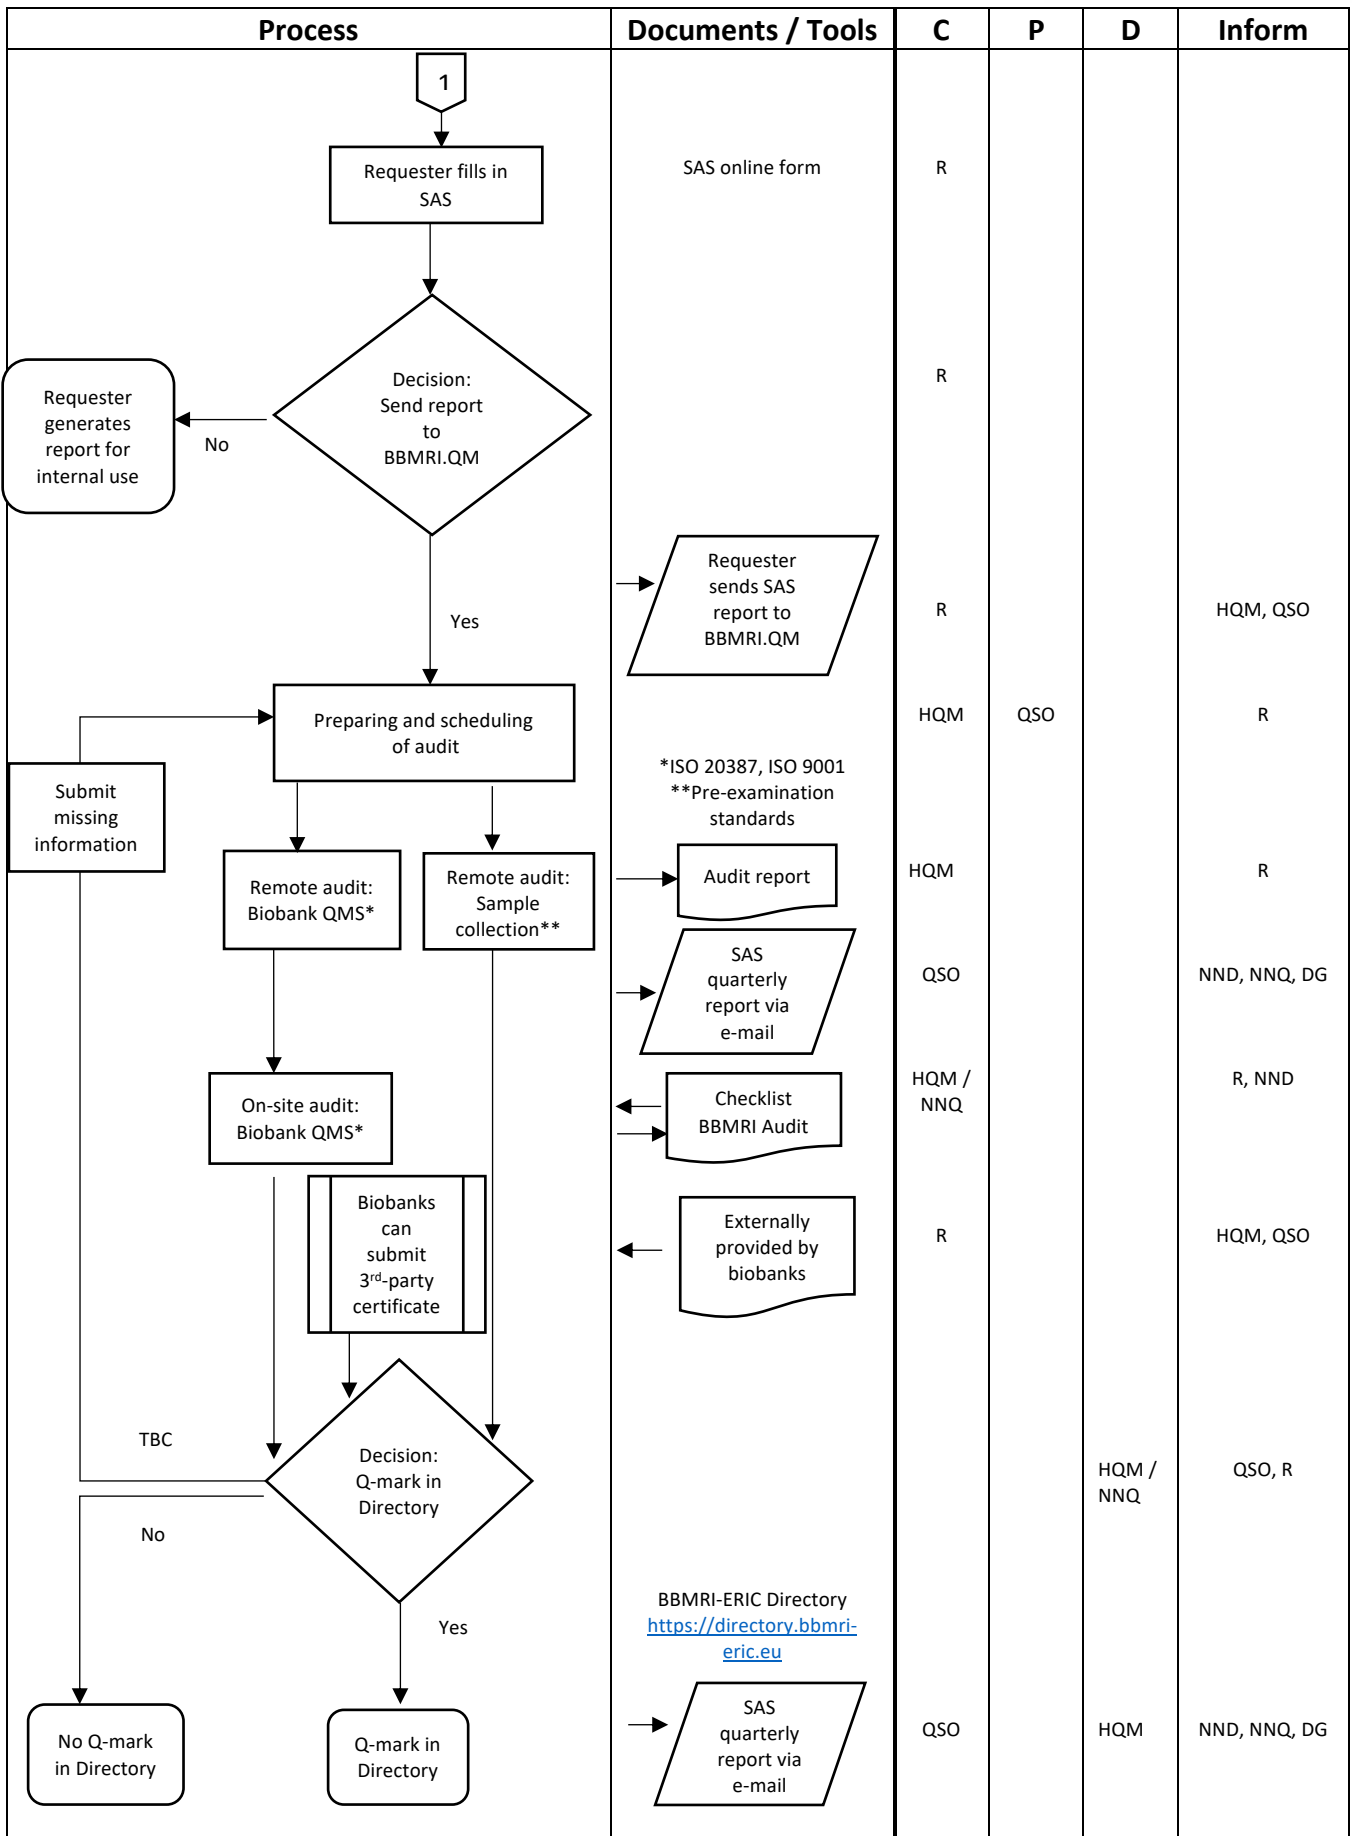 Process
Documents / Tools
C
P
D
Inform
1
Requester fills in
SAS
SAS online form
R
Decision:
Send report
to
BBMRI.QM
R
Requester
generates
report for
internal use
No
Yes
Requester
sends SAS
report to
BBMRI.QM
R
HQM, QSO
Preparing and scheduling
of audit
HQM
QSO
R
*ISO 20387, ISO 9001
**Pre-examination
standards
Submit
missing
information
Remote audit:
Biobank QMS*
Remote audit:
Sample
collection**
Audit report
HQM
R
SAS
quarterly
report via
e-mail
QSO
NND, NNQ, DG
On-site audit:
Biobank QMS*
Checklist
BBMRI Audit
HQM /
NNQ
R, NND
Biobanks
can
submit
3rd-party
certificate
Externally
provided by
biobanks
R
HQM, QSO
TBC
Decision:
Q-mark in
Directory
HQM /
NNQ
QSO, R
No
Yes
BBMRI-ERIC Directory
https://directory.bbmri-
eric.eu
No Q-mark
in Directory
Q-mark in
Directory
SAS
quarterly
report via
e-mail
QSO
HQM
NND, NNQ, DG